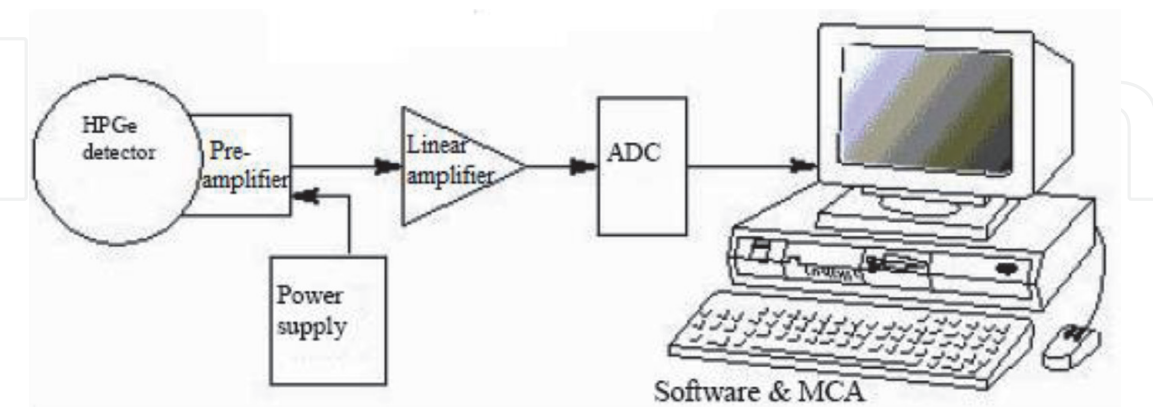 HPGe
detector
Pre-
amplifier
Linear
amplifier
ADC
Power
supply
Software & MCA